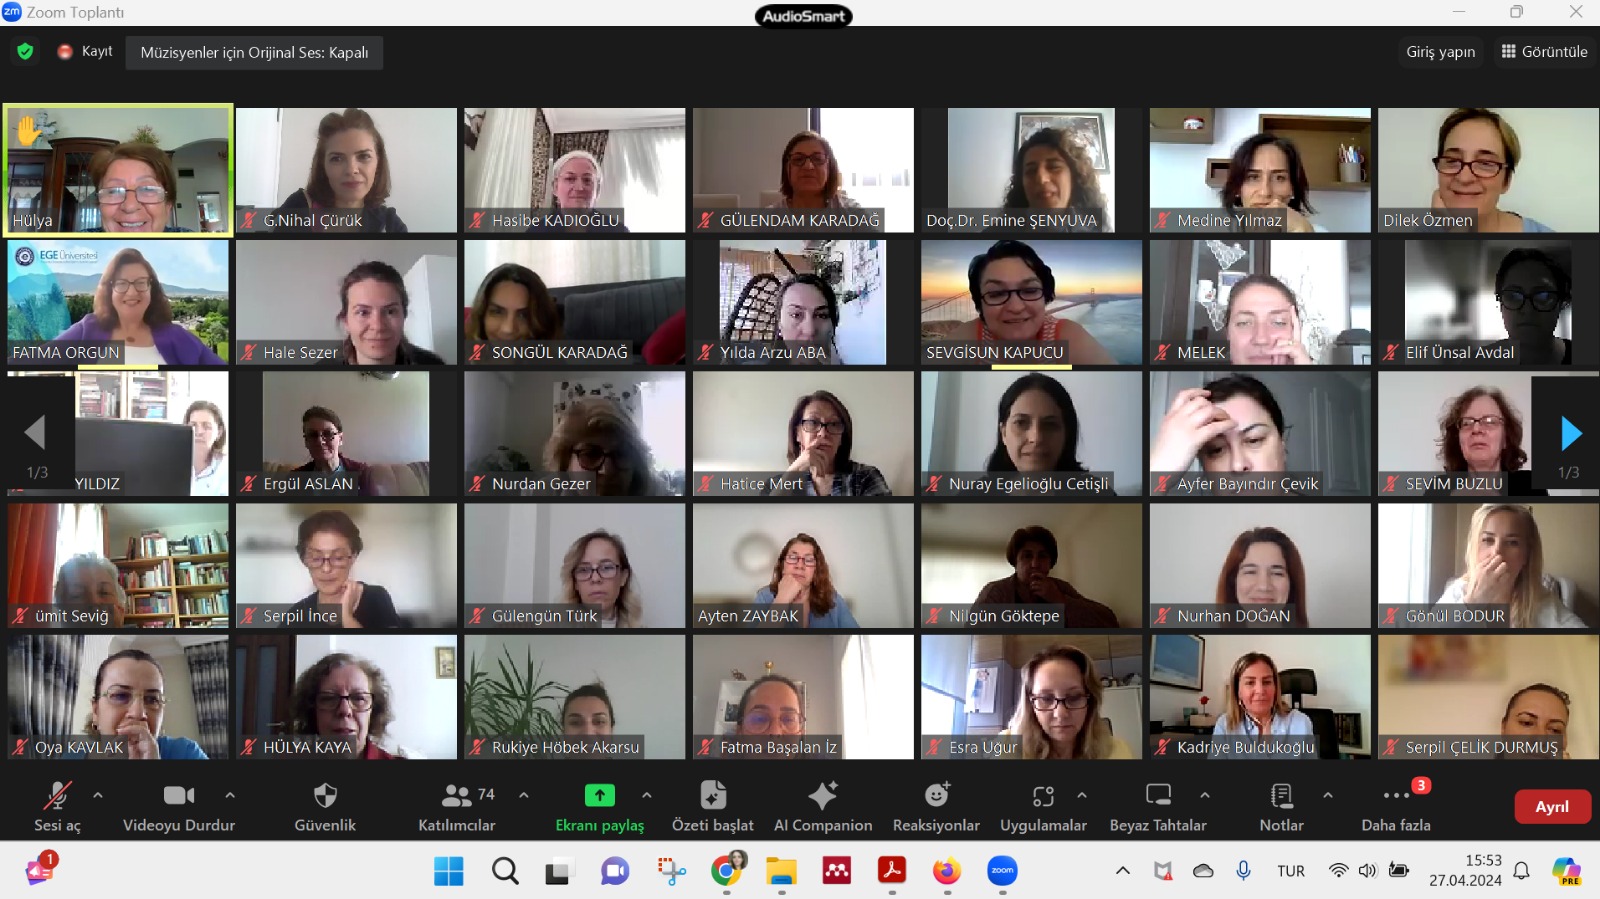 Zoom Toplantı
AudioSmart
Kayıt
Müzisyenler için Orijinal Ses: Kapalı
Giriş yapın
Görüntüle
Hülya
G.Nihal Çürük
Hasibe KADIOĞLU
GÜLENDAM KARADAĞ
Doç.Dr. Emine ŞENYUVA
Medine Yılmaz
Dilek Özmen
EGE Üniversitesi
FATMA ORGUN
Hale Sezer
SONGÜL KARADAĞ
Yılda Arzu ABA
SEVGİSUN KAPUCU
MELEK
Elif Ünsal Avdal
1/3
YILDIZ
Ergül ASLAN
Nurdan Gezer
Hatice Mert
Nuray Egelioğlu Cetişli
Ayfer Bayındır Çevik
SEVİM BUZLU
1/3
ümit Seviğ
Serpil İnce
Gülengün Türk
Ayten ZAYBAK
Nilgün Göktepe
Nurhan DOĞAN
Gönül BODUR
Oya KAVLAK
HÜLYA KAYA
Rukiye Höbek Akarsu
Fatma Başalan İz
Esra Uğur
Kadriye Buldukoğlu
Serpil ÇELİK DURMUŞ
74
3
Sesi aç
Videoyu Durdur
Güvenlik
Katılımcılar
Ekranı paylaş
Özeti başlat
AI Companion
Reaksiyonlar
Uygulamalar
Beyaz Tahtalar
Notlar
Daha fazla
Ayrıl
1
zoom
TUR
15:53
27.04.2024
PRE